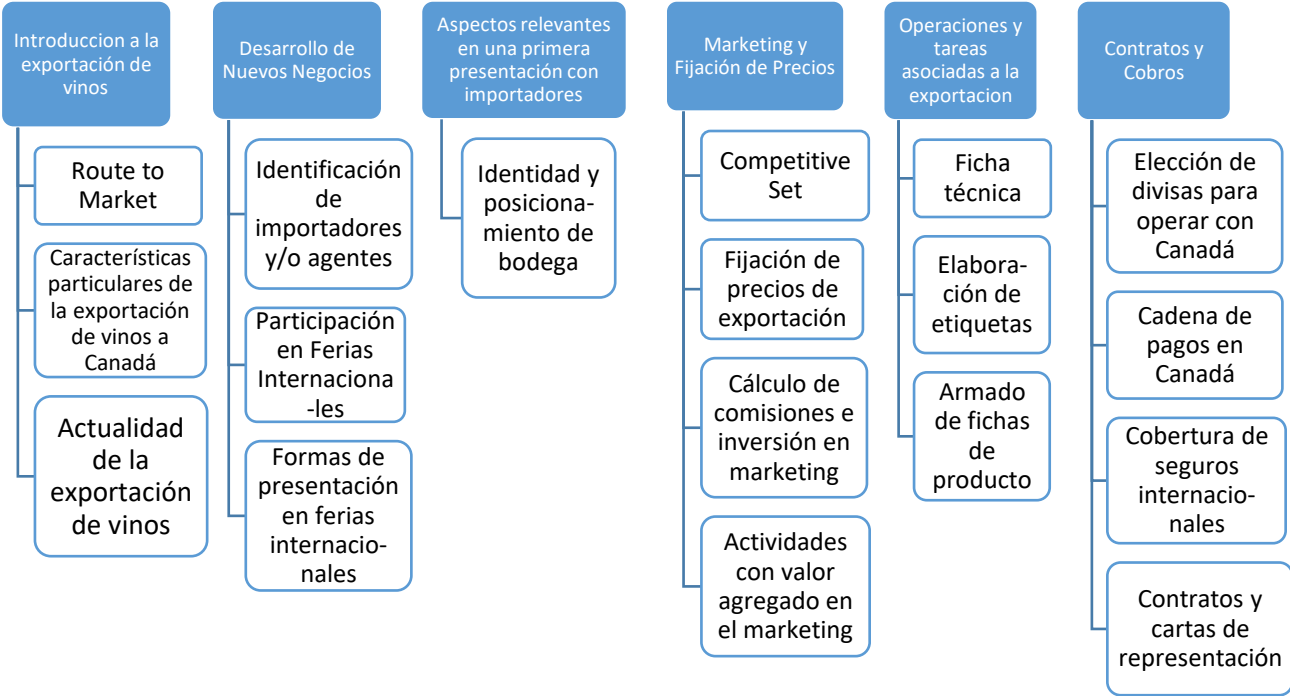 Introduccion a la
exportación de
vinos
Route to
Market
Características
particulares de
la exportación
de vinos a
Canadá
Actualidad
de la
exportación
de vinos
Desarrollo de
Nuevos Negocios
Identificación
de
importadores
y/o agentes
Participación
en Ferias
Internaciona
-les
Formas de
presentación
en ferias
internacio-
nales
Aspectos relevantes
en una primera
presentación con
importadores
Identidad y
posiciona-
miento de
bodega
Marketing y
Fijación de Precios
Competitive
Set
Fijación de
precios de
exportación
Cálculo de
comisiones e
inversión en
marketing
Actividades
con valor
agregado en
el marketing
Operaciones y
tareas
asociadas a la
exportacion
Ficha
técnica
Elabora-
ción de
etiquetas
Armado
de fichas
de
producto
Contratos y
Cobros
Elección de
divisas para
operar con
Canadá
Cadena de
pagos en
Canadá
Cobertura de
seguros
internacio-
nales
Contratos y
cartas de
representación